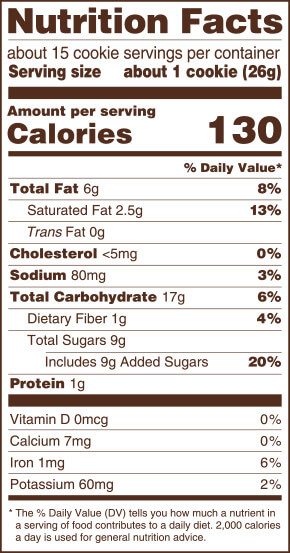 Nutrition Facts
about 15 cookie servings per container
Serving size about 1 cookie (26g)
Amount per serving
Calories 130
% Daily Value*
Total Fat 6g 8%
Saturated Fat 2.5g 13%
Trans Fat 0g
Cholesterol <5mg 0%
Sodium 80mg 3%
Total Carbohydrate 17g 6%
Dietary Fiber 1g 4%
Total Sugars 9g
Includes 9g Added Sugars 20%
Protein 1g
Vitamin D 0mcg 0%
Calcium 7mg 0%
Iron 1mg 6%
Potassium 60mg 2%
* The % Daily Value (DV) tells you how much a nutrient in
a serving of food contributes to a daily diet. 2,000 calories
a day is used for general nutrition advice.